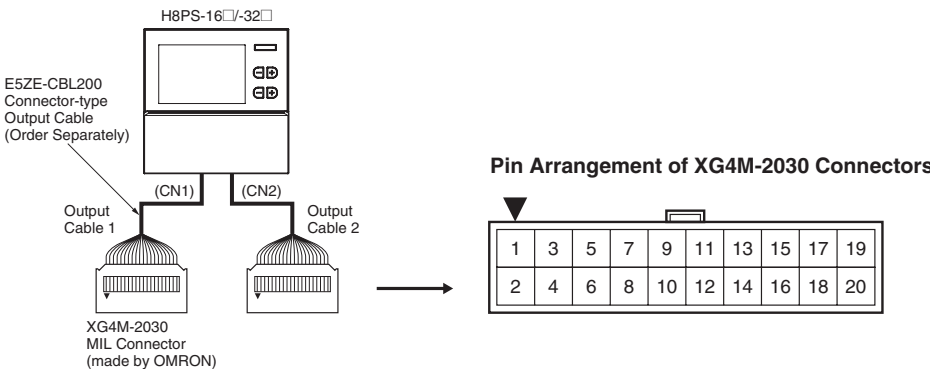 H8PS-16□/-32□
E5ZE-CBL200
Connector-type
Output Cable
(Order Separately)
(CN1)
(CN2)
Output
Cable 1
Output
Cable 2
XG4M-2030
MIL Connector
(made by OMRON)
Pin Arrangement of XG4M-2030 Connectors
1 3 5 7 9 11 13 15 17 19
2 4 6 8 10 12 14 16 18 20